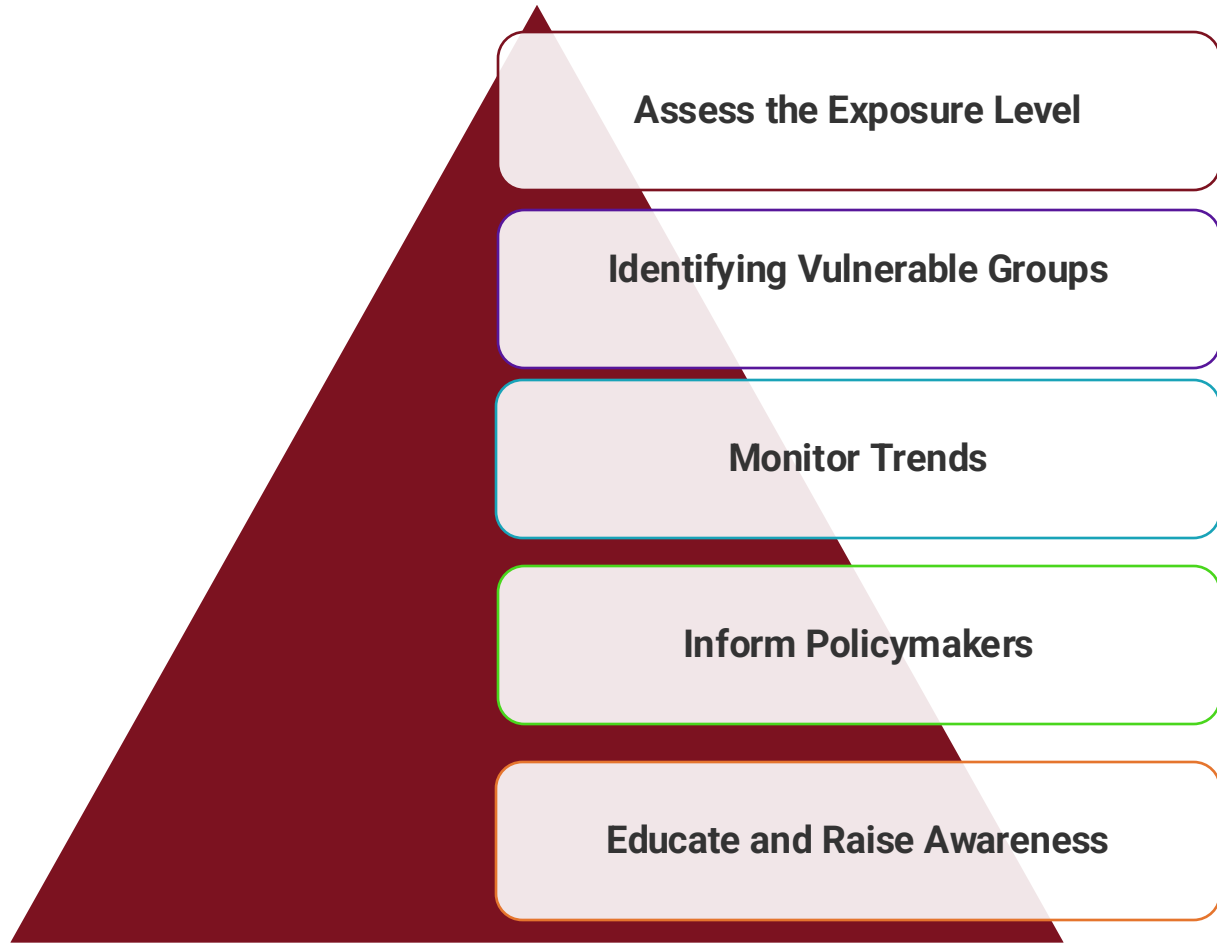 Assess the Exposure Level
Identifying Vulnerable Groups
Monitor Trends
Inform Policymakers
Educate and Raise Awareness